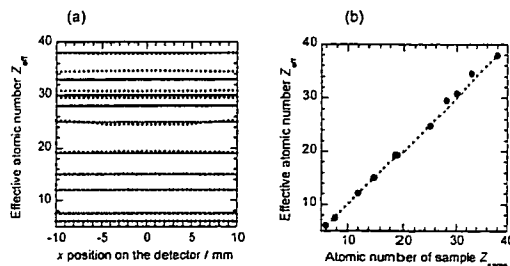 (a)
(b)
Effective atomic number Z_eff
40
30
20
10
-10
-5
0
5
10
x position on the detector / mm
Effective atomic number Z_eff
40
30
20
10
10
20
30
40
Atomic number of sample Z